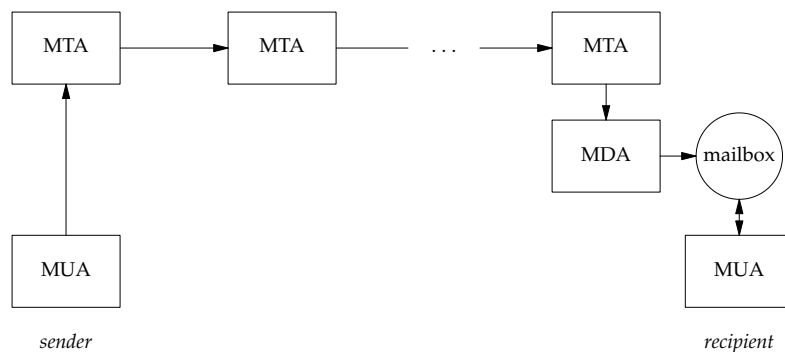 MTA
MTA
. . .
MTA
MDA
mailbox
MUA
MUA
sender
recipient